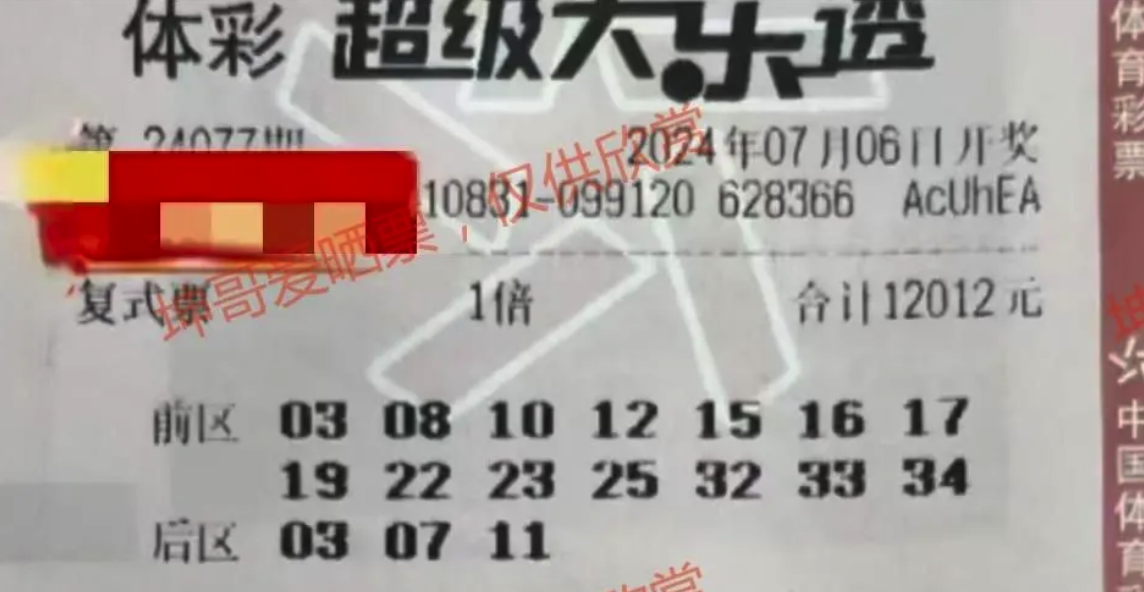 体彩 超级大乐透
第 24077期 2024年07月06日开奖
110831-099120 628366 AcUhEA
坤哥爱晒票,仅供欣赏
复式票 1倍 合计12012元
前区 03 08 10 12 15 16 17
19 22 23 25 32 33 34
后区 03 07 11
体育彩票
中国体育